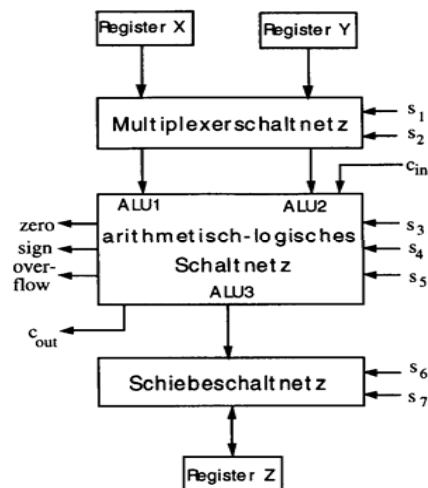 Register X
Register Y
Multiplexerschaltnetz
s1
s2
cin
ALU1
ALU2
zero
sign
over-
flow
arithmetisch-logisches
Schaltnetz
s3
s4
s5
ALU3
cout
Schiebeschaltnetz
s6
s7
Register Z